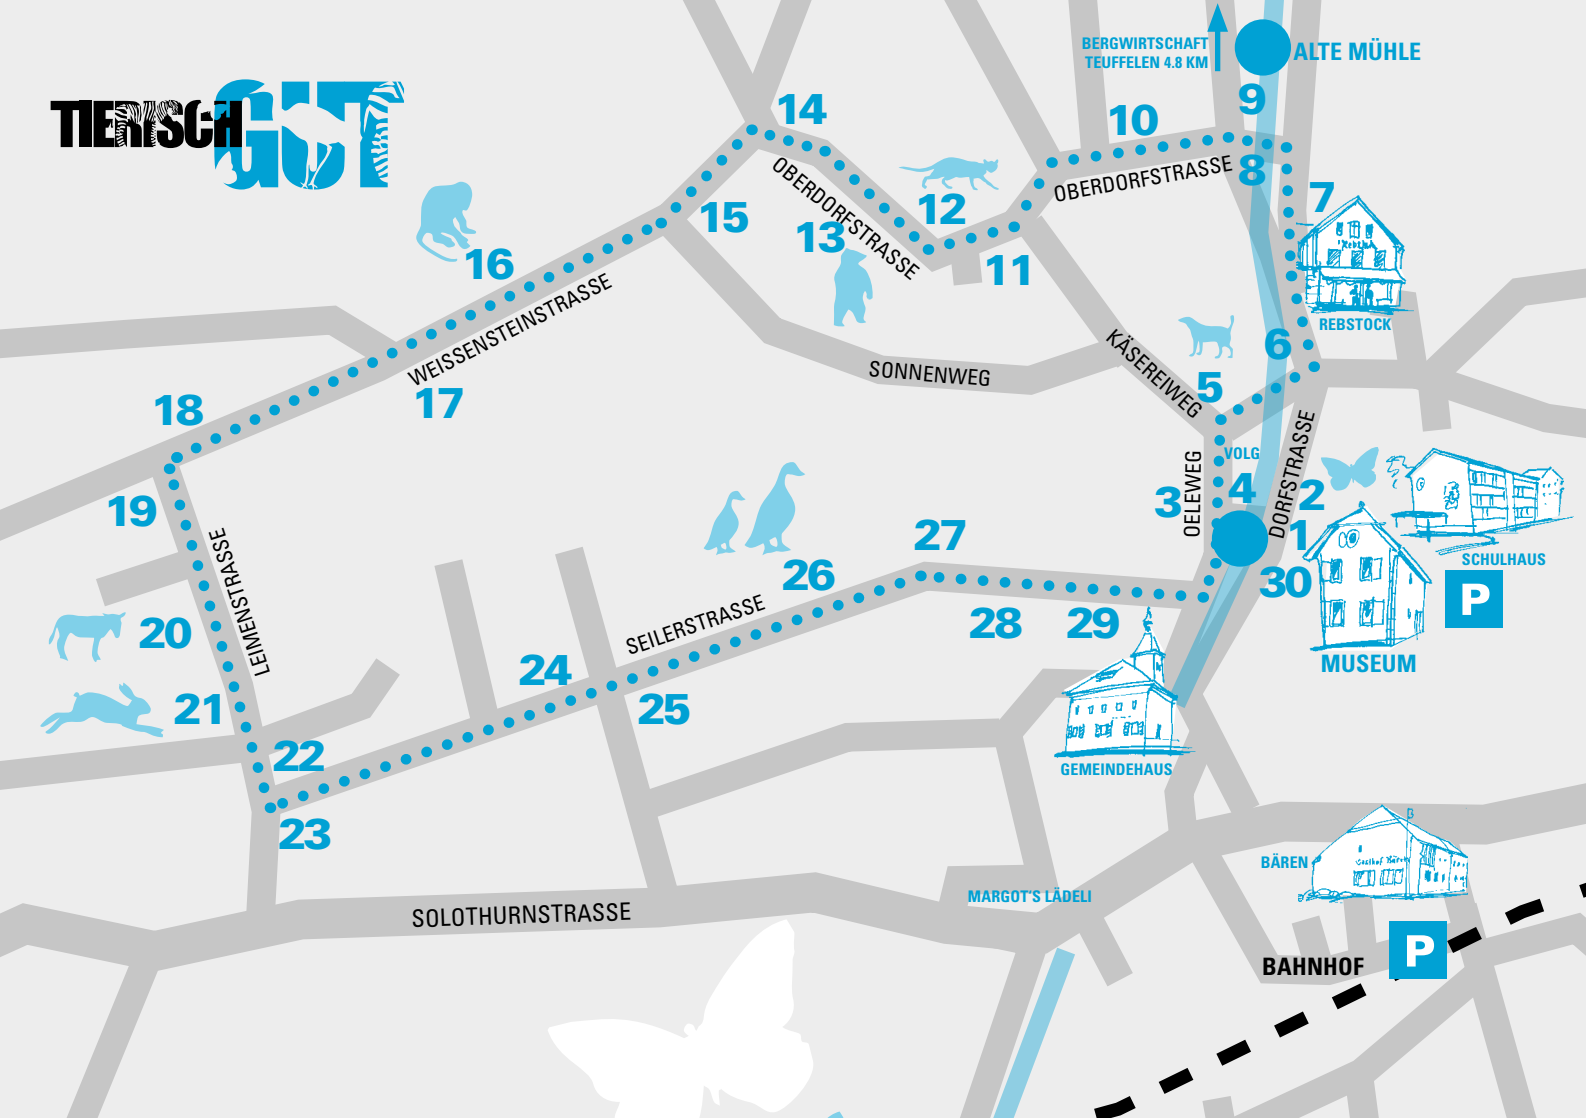 TIERISCH GUT
BERGWIRTSCHAFT
TEUFFELEN 4.8 KM
ALTE MÜHLE
9
14
10
OBERDORFSTRASSE
8
7
Rebstock
REBSTOCK
12
15
13
OBERDORFSTRASSE
11
16
WEISSENSTEINSTRASSE
17
SONNENWEG
KÄSEREIWEG
6
5
18
19
VOLG
OELEWEG
3
4
DORFSTRASSE
2
1
30
SCHULHAUS
P
MUSEUM
LEIMENSTRASSE
20
21
22
23
24
25
SEILERSTRASSE
26
27
28
29
GEMEINDEHAUS
SOLOTHURNSTRASSE
MARGOT'S LÄDELI
BÄREN
Gasthof Bären
BAHNHOF
P